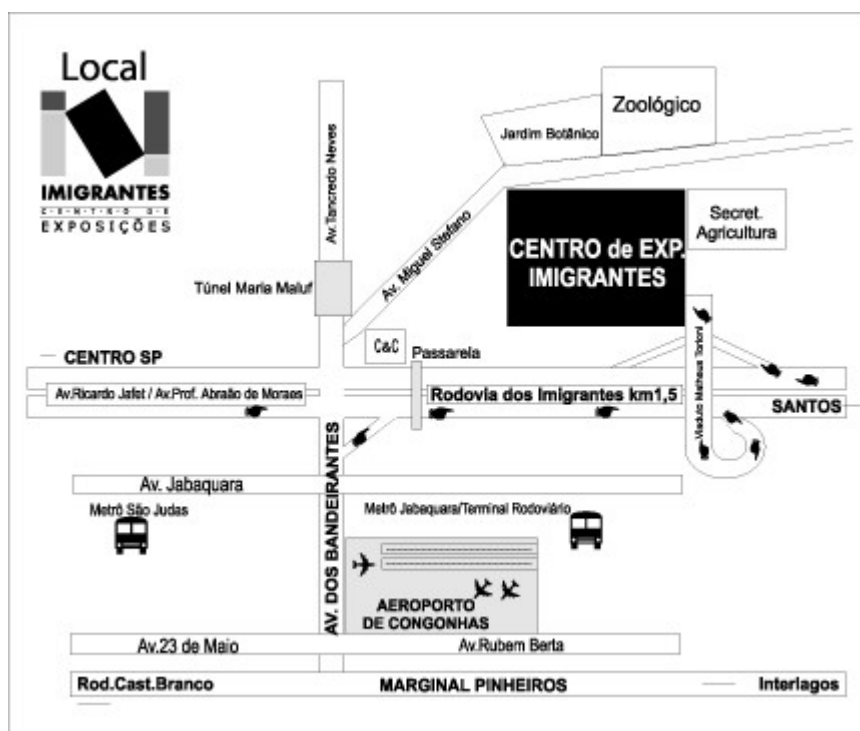 Local
IMIGRANTES
CENTRO DE
EXPOSIÇÕES
Zoológico
Jardim Botânico
Av.Tancredo Neves
Av. Miguel Stefano
Secret.
Agricultura
CENTRO de EXP.
IMIGRANTES
Túnel Maria Maluf
C&C
Passarela
CENTRO SP
Viaduto Matheus Torloni
Av.Ricardo Jafet / Av.Prof. Abraão de Moraes
Rodovia dos Imigrantes km1,5
SANTOS
Av. Jabaquara
Metrô São Judas
Metrô Jabaquara/Terminal Rodoviário
AV. DOS BANDEIRANTES
AEROPORTO
DE CONGONHAS
Av.23 de Maio
Av.Rubem Berta
Rod.Cast.Branco
MARGINAL PINHEIROS
Interlagos